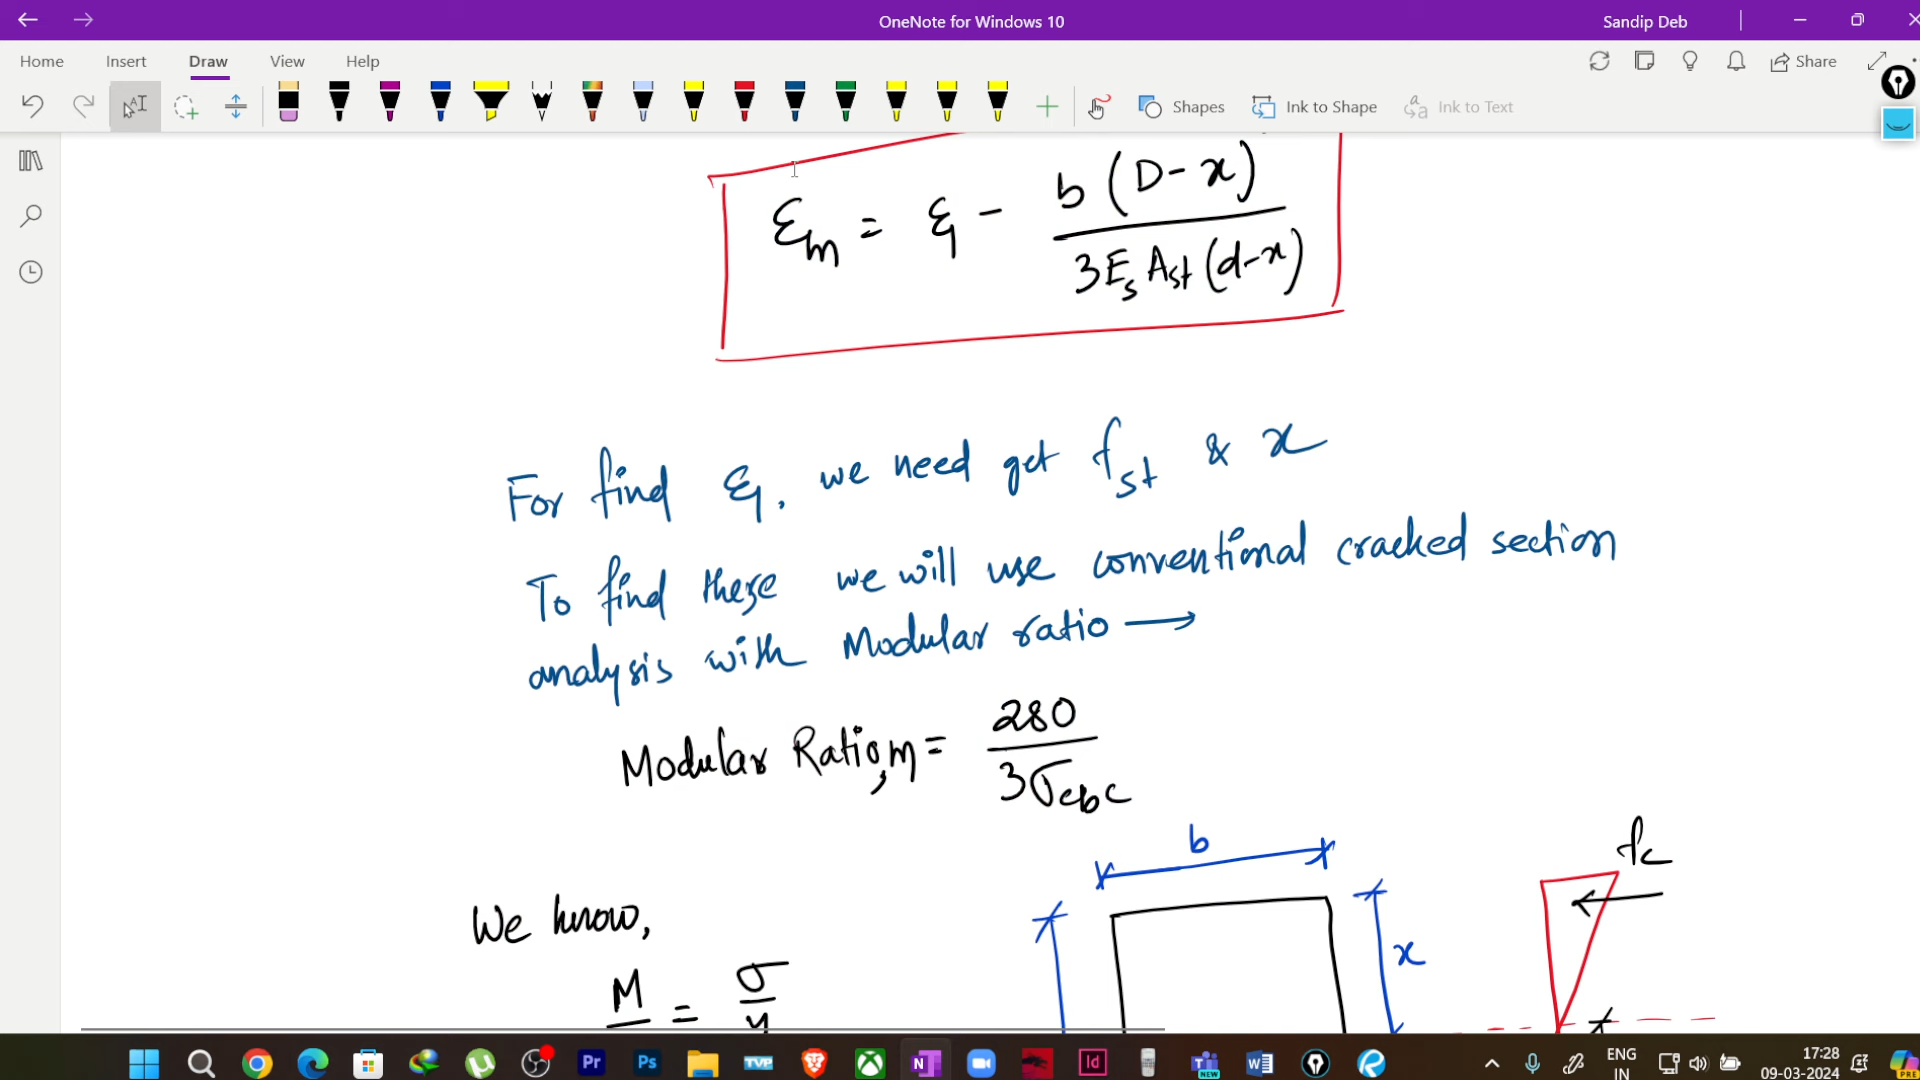 OneNote for Windows 10
Sandip Deb
Home Insert Draw View Help
Share
Shapes
Ink to Shape
Ink to Text
εm = ε1 - b (D-x) / 3Es Ast (d-x)
For find ε1, we need get fst & x
To find these we will use conventional cracked section
analysis with Modular ratio →
Modular Ratio, m = 280 / 3σcbc
b
fc
We know,
x
M = σ
y
ENG
IN
17:28
09-03-2024